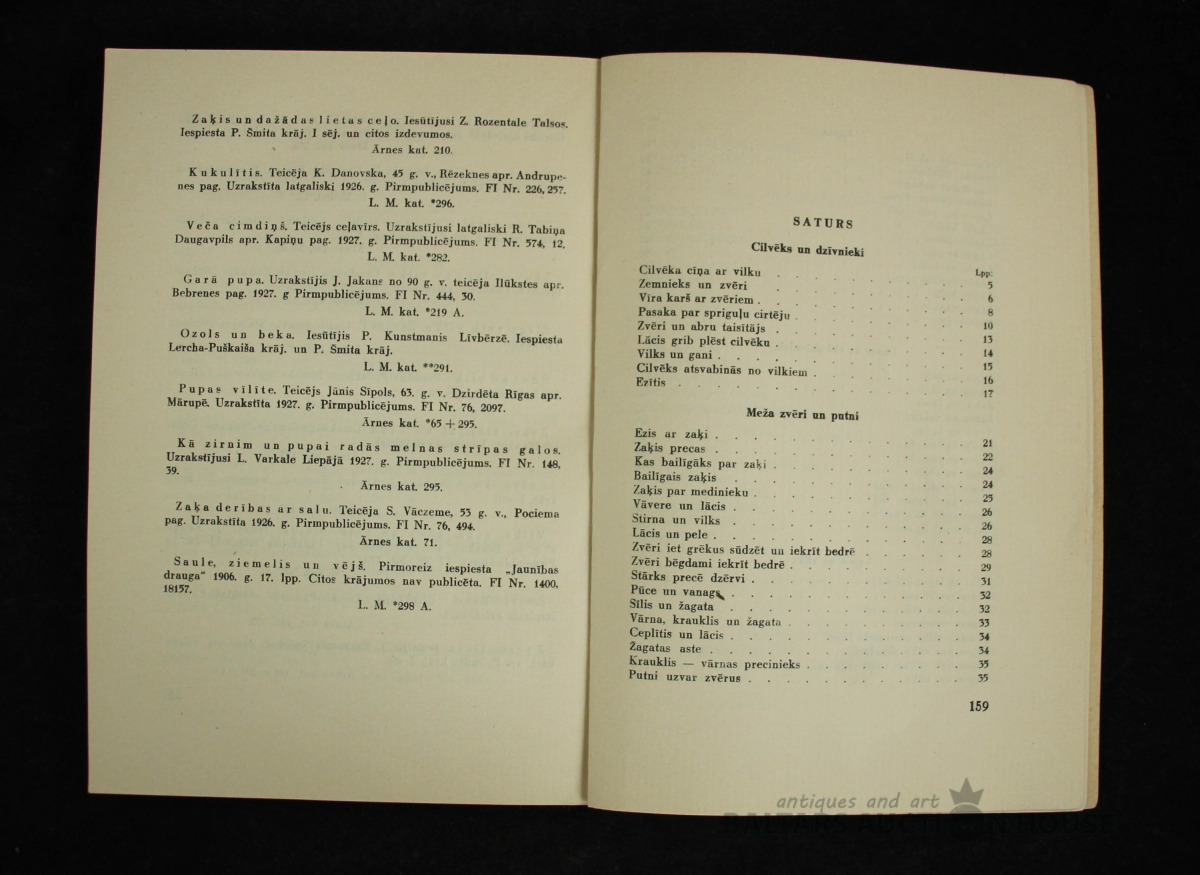 Zaķis un dažādas lietas ceļo. Iesūtījusi Z. Rozentale Talsos.
Iespiesta P. Šmita krāj. I sēj. un citos izdevumos.
Ārnes kat. 210.
Kukulītis. Teicēja K. Danovska, 45 g. v., Rēzeknes apr. Andrupe-
nes pag. Uzrakstīta latgaliski 1926. g. Pirmpublicējums. FI Nr. 226, 257.
L. M. kat. *296.
Veča cimdiņš. Teicējs ceļavīrs. Uzrakstījusi latgaliski R. Tabiņa
Daugavpils apr. Kapiņu pag. 1927. g. Pirmpublicējums. FI Nr. 574, 12.
L. M. kat. *282.
Garā pupa. Uzrakstījis J. Jakans no 90 g. v. teicēja Ilūkstes apr.
Bebrenes pag. 1927. g Pirmpublicējums. FI Nr. 444, 30.
L. M. kat. *219 A.
Ozols un beka. Iesūtījis P. Kunstmanis Līvbērzē. Iespiesta
Lercha-Puškaiša krāj. un P. Šmita krāj.
L. M. kat. **291.
Pupas vīlīte. Teicējs Jānis Sīpols, 63. g. v. Dzirdēta Rīgas apr.
Mārupē. Uzrakstīta 1927. g. Pirmpublicējums. FI Nr. 76, 2097.
Ārnes kat. *65 + 295.
Kā zirnim un pupai radās melnas strīpas galos.
Uzrakstījusi L. Varkale Liepājā 1927. g. Pirmpublicējums. FI Nr. 148,
39.
Ārnes kat. 295.
Zaķa derības ar salu. Teicēja S. Vāczeme, 53 g. v., Pociema
pag. Uzrakstīta 1926. g. Pirmpublicējums. FI Nr. 76, 494.
Ārnes kat. 71.
Saule, ziemelis un vējš. Pirmoreiz iespiesta „Jaunības
drauga“ 1906. g. 17. lpp. Citos krājumos nav publicēta. FI Nr. 1400,
18157.
L. M. *298 A.
SATURS
Cilvēks un dzīvnieki
Lpp:
Cilvēka cīņa ar vilku . . . . . . . . . 5
Zemnieks un zvēri . . . . . . . . . 6
Vīra karš ar zvēriem . . . . . . . . . 8
Pasaka par spriguļu cirtēju . . . . . . . . . 10
Zvēri un abru taisītājs . . . . . . . . . 13
Lācis grib plēst cilvēku . . . . . . . . . 14
Vilks un gani . . . . . . . . . 15
Cilvēks atsvabinās no vilkiem . . . . . . . . . 16
Ezītis . . . . . . . . . 17
Meža zvēri un putni
Ezis ar zaķi . . . . . . . . . 21
Zaķis precas . . . . . . . . . 22
Kas bailīgāks par zaķi . . . . . . . . . 24
Bailīgais zaķis . . . . . . . . . 24
Zaķis par medinieku . . . . . . . . . 25
Vāvere un lācis . . . . . . . . . 26
Stirna un vilks . . . . . . . . . 26
Lācis un pele . . . . . . . . . 28
Zvēri iet grēkus sūdzēt un iekrīt bedrē . . . . . . 28
Zvēri bēgdami iekrīt bedrē . . . . . . . . . 29
Stārks precē dzērvi . . . . . . . . . 31
Pūce un vanags . . . . . . . . . 32
Sīlis un žagata . . . . . . . . . 32
Vārna, krauklis un žagata . . . . . . . . . 33
Ceplītis un lācis . . . . . . . . . 34
Žagatas aste . . . . . . . . . 34
Krauklis — vārnas precinieks . . . . . . . . . 35
Putni uzvar zvērus . . . . . . . . . 35
159
antiques and art
BALTARS AUCTION HOUSE